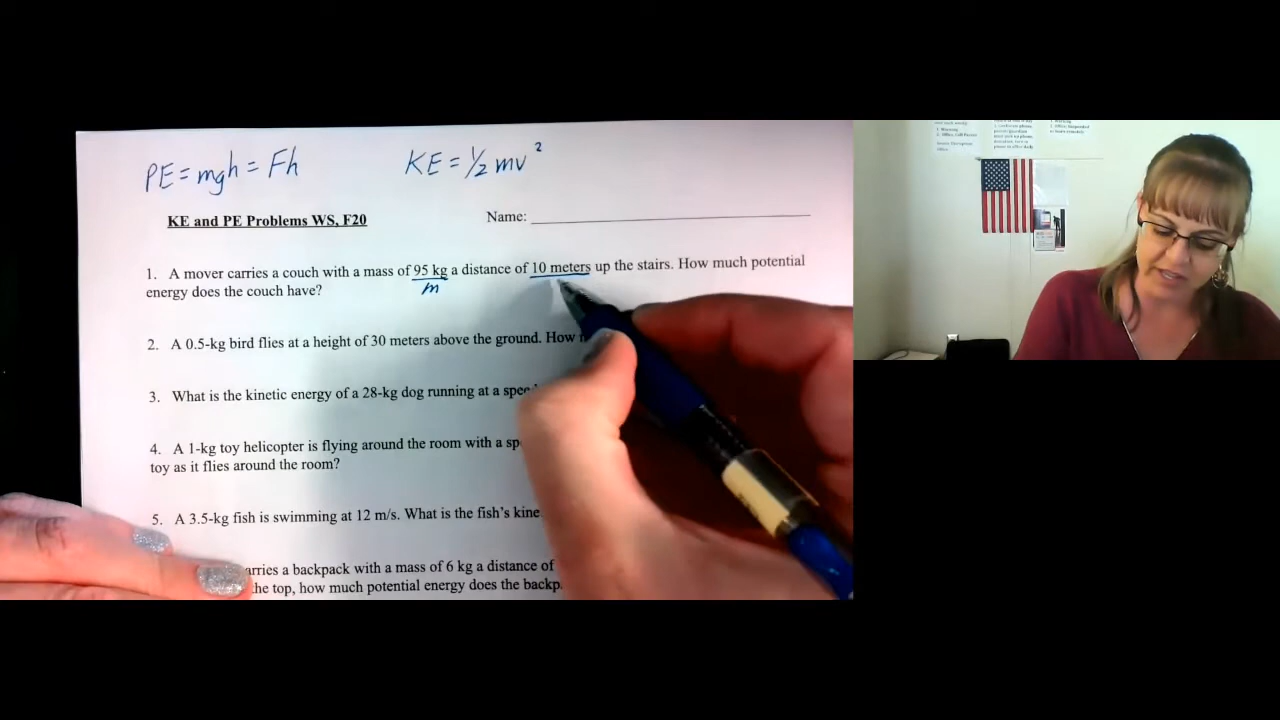 PE = mgh = Fh
KE = 1/2 mv²
KE and PE Problems WS, F20
Name:
1. A mover carries a couch with a mass of 95 kg a distance of 10 meters up the stairs. How much potential
m
energy does the couch have?
2. A 0.5-kg bird flies at a height of 30 meters above the ground. How
3. What is the kinetic energy of a 28-kg dog running at a
4. A 1-kg toy helicopter is flying around the room with a
toy as it flies around the room?
5. A 3.5-kg fish is swimming at 12 m/s. What is the fish's
a backpack with a mass of 6 kg a distance of
the top, how much potential energy does the